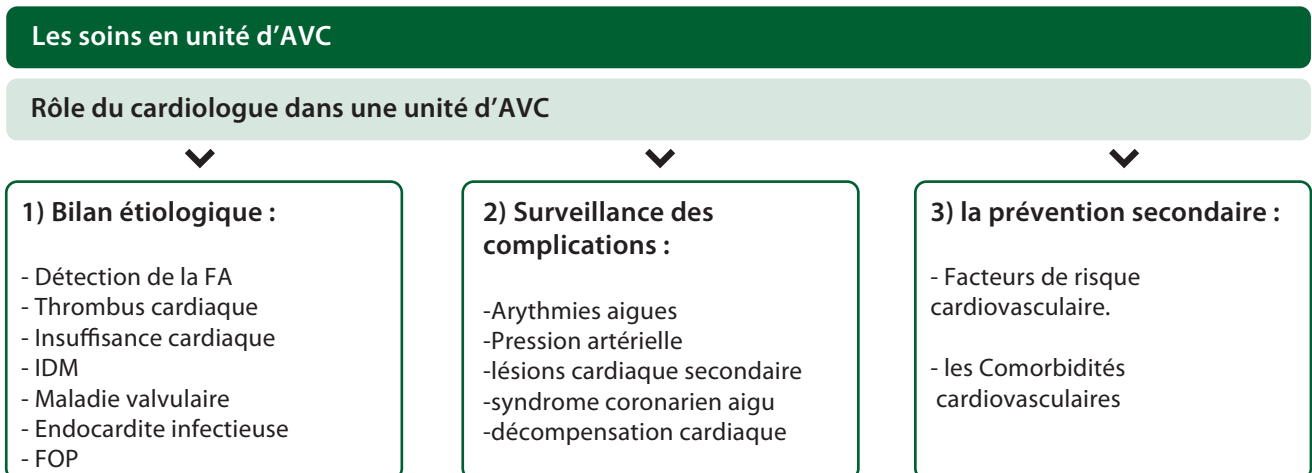 Les soins en unité d’AVC
Rôle du cardiologue dans une unité d’AVC
1) Bilan étiologique :
- Détection de la FA
- Thrombus cardiaque
- Insuffisance cardiaque
- IDM
- Maladie valvulaire
- Endocardite infectieuse
- FOP
2) Surveillance des
complications :
-Arythmies aigues
-Pression artérielle
-lésions cardiaque secondaire
-syndrome coronarien aigu
-décompensation cardiaque
3) la prévention secondaire :
- Facteurs de risque
cardiovasculaire.
- les Comorbidités
cardiovasculaires